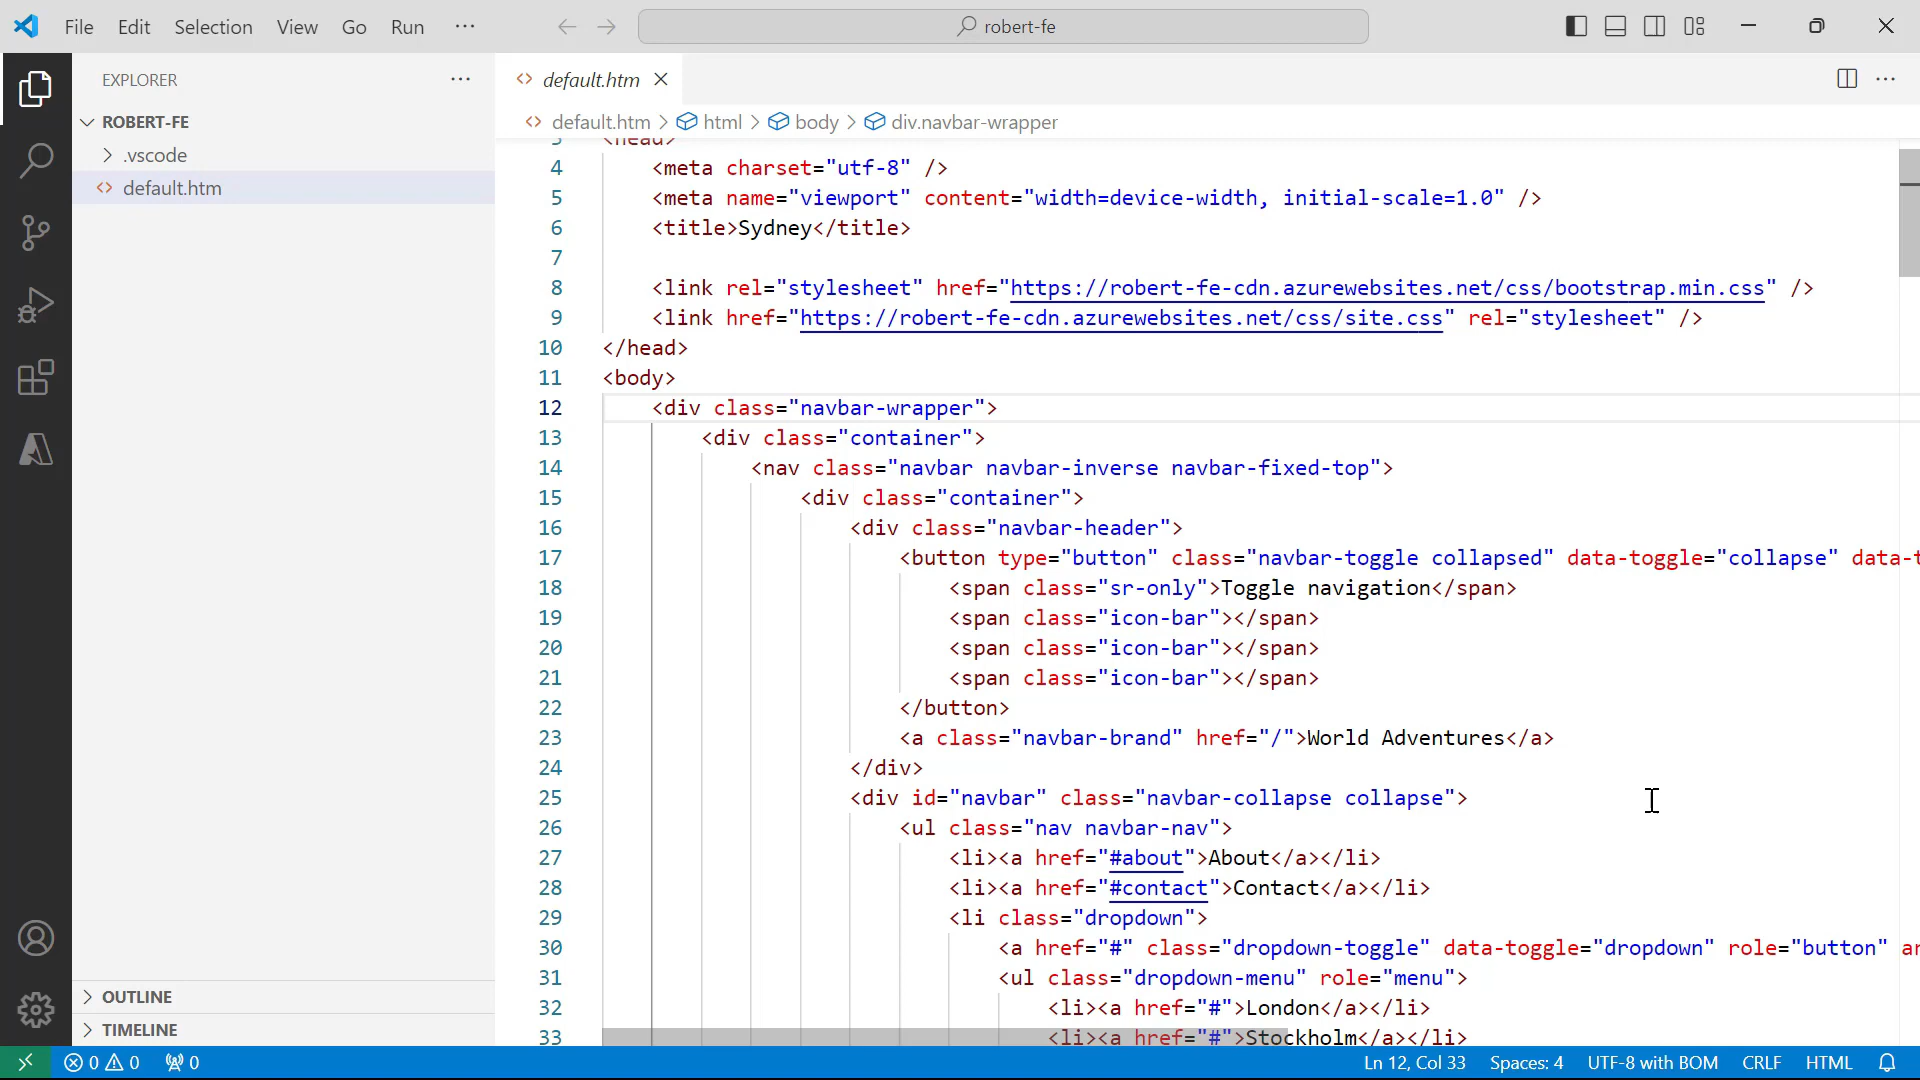 File Edit Selection View Go Run ···
robert-fe
EXPLORER ···
default.htm
ROBERT-FE
default.htm > html > body > div.navbar-wrapper
.vscode
default.htm
3 <head>
4 <meta charset="utf-8" />
5 <meta name="viewport" content="width=device-width, initial-scale=1.0" />
6 <title>Sydney</title>
7
8 <link rel="stylesheet" href="https://robert-fe-cdn.azurewebsites.net/css/bootstrap.min.css" />
9 <link href="https://robert-fe-cdn.azurewebsites.net/css/site.css" rel="stylesheet" />
10 </head>
11 <body>
12 <div class="navbar-wrapper">
13 <div class="container">
14 <nav class="navbar navbar-inverse navbar-fixed-top">
15 <div class="container">
16 <div class="navbar-header">
17 <button type="button" class="navbar-toggle collapsed" data-toggle="collapse" data-t
18 <span class="sr-only">Toggle navigation</span>
19 <span class="icon-bar"></span>
20 <span class="icon-bar"></span>
21 <span class="icon-bar"></span>
22 </button>
23 <a class="navbar-brand" href="/">World Adventures</a>
24 </div>
25 <div id="navbar" class="navbar-collapse collapse">
26 <ul class="nav navbar-nav">
27 <li><a href="#about">About</a></li>
28 <li><a href="#contact">Contact</a></li>
29 <li class="dropdown">
30 <a href="#" class="dropdown-toggle" data-toggle="dropdown" role="button" ar
31 <ul class="dropdown-menu" role="menu">
32 <li><a href="#">London</a></li>
33 <li><a href="#">Stockholm</a></li>
OUTLINE
TIMELINE
0 0 0 Ln 12, Col 33 Spaces: 4 UTF-8 with BOM CRLF HTML